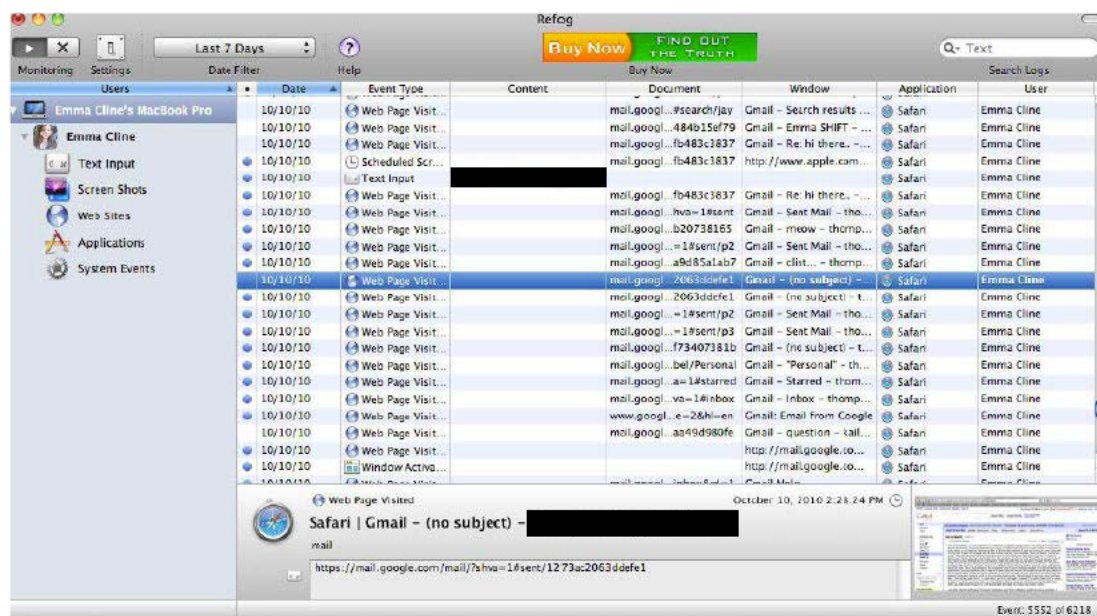 Refog
Last 7 Days
Buy Now FIND OUT THE TRUTH
Text
Monitoring Settings Date Filter Help Buy Now Search Logs
Users • Date Event Type Content Document Window Application User
Emma Cline's MacBook Pro
Emma Cline
Text Input
Screen Shots
Web Sites
Applications
System Events
10/10/10 Web Page Visit... mail.googl...#search/jay Gmail – Search results ... Safari Emma Cline
10/10/10 Web Page Visit... mail.googl...484b15ef79 Gmail – Emma SHIFT – ... Safari Emma Cline
10/10/10 Web Page Visit... mail.googl...fb483c3837 Gmail – Re: hi there.. –... Safari Emma Cline
10/10/10 Scheduled Scr... mail.googl...fb483c3837 http://www.apple.com... Safari Emma Cline
10/10/10 Text Input Safari Emma Cline
10/10/10 Web Page Visit... mail.googl...fb483c3837 Gmail – Re: hi there.. –... Safari Emma Cline
10/10/10 Web Page Visit... mail.googl...hva=1#sent Gmail – Sent Mail – tho... Safari Emma Cline
10/10/10 Web Page Visit... mail.googl...b20738165 Gmail – meow – thomp... Safari Emma Cline
10/10/10 Web Page Visit... mail.googl...=1#sent/p2 Gmail – Sent Mail – tho... Safari Emma Cline
10/10/10 Web Page Visit... mail.googl...a9d85a1ab7 Gmail – clist... – thomp... Safari Emma Cline
10/10/10 Web Page Visit... mail.googl...2063ddefe1 Gmail – (no subject) –... Safari Emma Cline
10/10/10 Web Page Visit... mail.googl...2063ddefe1 Gmail – (no subject) – t... Safari Emma Cline
10/10/10 Web Page Visit... mail.googl...=1#sent/p2 Gmail – Sent Mail – tho... Safari Emma Cline
10/10/10 Web Page Visit... mail.googl...=1#sent/p3 Gmail – Sent Mail – tho... Safari Emma Cline
10/10/10 Web Page Visit... mail.googl...f73407381b Gmail – (no subject) – t... Safari Emma Cline
10/10/10 Web Page Visit... mail.googl...bel/Personal Gmail – "Personal" – th... Safari Emma Cline
10/10/10 Web Page Visit... mail.googl...a=1#starred Gmail – Starred – thom... Safari Emma Cline
10/10/10 Web Page Visit... mail.googl...va=1#inbox Gmail – Inbox – thomp... Safari Emma Cline
10/10/10 Web Page Visit... www.googl...e=2&hl=en Gmail: Email from Google Safari Emma Cline
10/10/10 Web Page Visit... mail.googl...aa49d980fe Gmail – question – kail... Safari Emma Cline
10/10/10 Web Page Visit... http://mail.google.co... Safari Emma Cline
10/10/10 Window Activa... http://mail.google.co... Safari Emma Cline
Web Page Visited October 10, 2010 2:28:24 PM
Safari | Gmail – (no subject) –
mail
https://mail.google.com/mail/?shva=1#sent/1273ac2063ddefe1
Event: 5552 of 6218